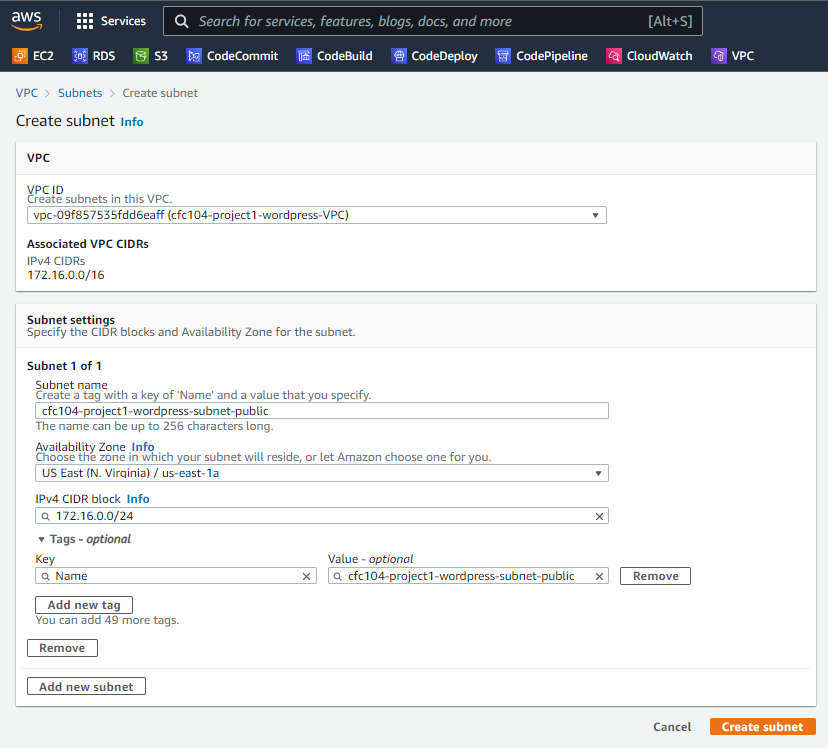 aws
Services
Search for services, features, blogs, docs, and more [Alt+S]
EC2 RDS S3 CodeCommit CodeBuild CodeDeploy CodePipeline CloudWatch VPC
VPC > Subnets > Create subnet
Create subnet Info
VPC
VPC ID
Create subnets in this VPC.
vpc-09f857535fdd6eaff (cfc104-project1-wordpress-VPC)
Associated VPC CIDRs
IPv4 CIDRs
172.16.0.0/16
Subnet settings
Specify the CIDR blocks and Availability Zone for the subnet.
Subnet 1 of 1
Subnet name
Create a tag with a key of 'Name' and a value that you specify.
cfc104-project1-wordpress-subnet-public
The name can be up to 256 characters long.
Availability Zone Info
Choose the zone in which your subnet will reside, or let Amazon choose one for you.
US East (N. Virginia) / us-east-1a
IPv4 CIDR block Info
172.16.0.0/24
Tags - optional
Key Value - optional
Name cfc104-project1-wordpress-subnet-public Remove
Add new tag
You can add 49 more tags.
Remove
Add new subnet
Cancel Create subnet